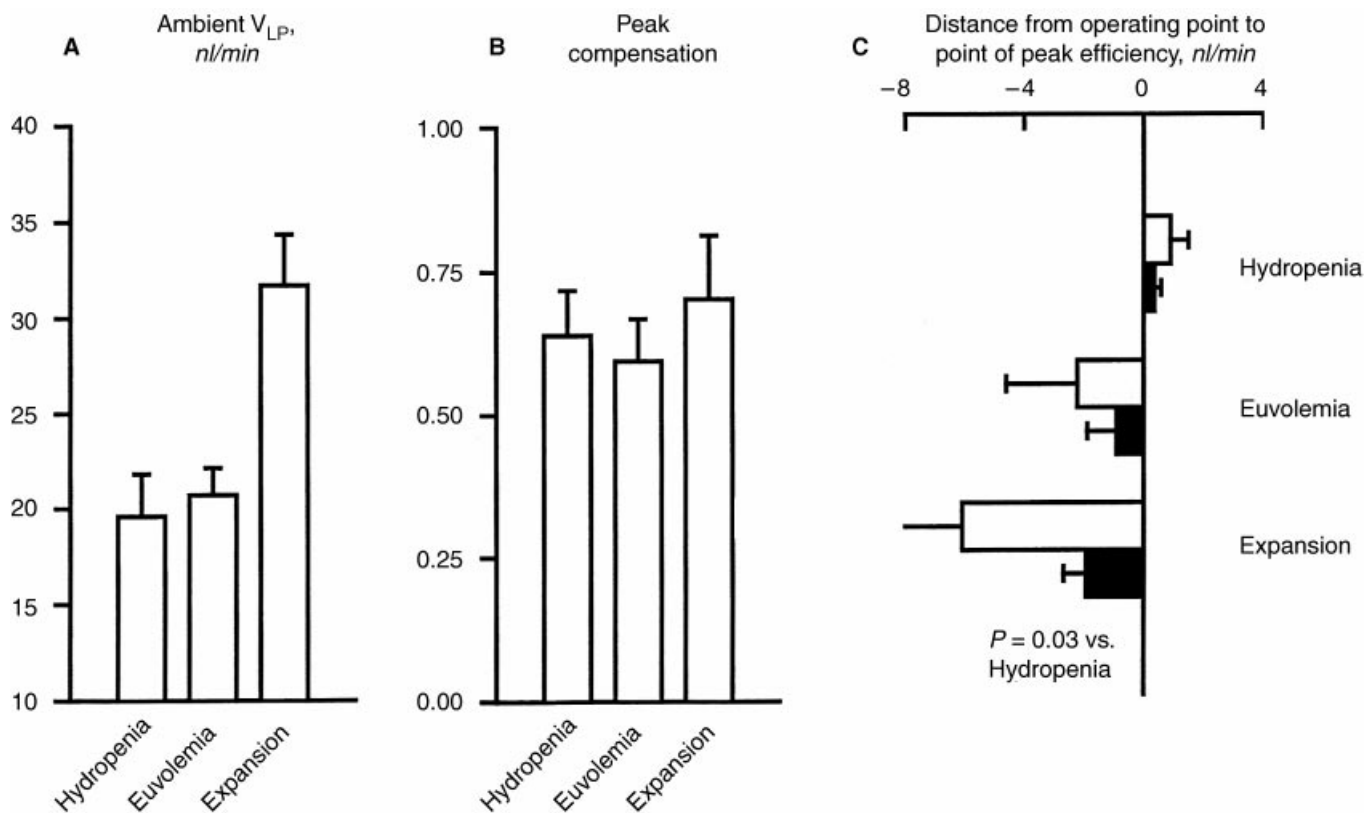 A
Ambient VLP,
nl/min
40
35
30
25
20
15
10
Hydropenia
Euvolemia
Expansion
B
Peak
compensation
1.00
0.75
0.50
0.25
0.00
Hydropenia
Euvolemia
Expansion
C
Distance from operating point to
point of peak efficiency, nl/min
−8 −4 0 4
Hydropenia
Euvolemia
Expansion
P = 0.03 vs.
Hydropenia